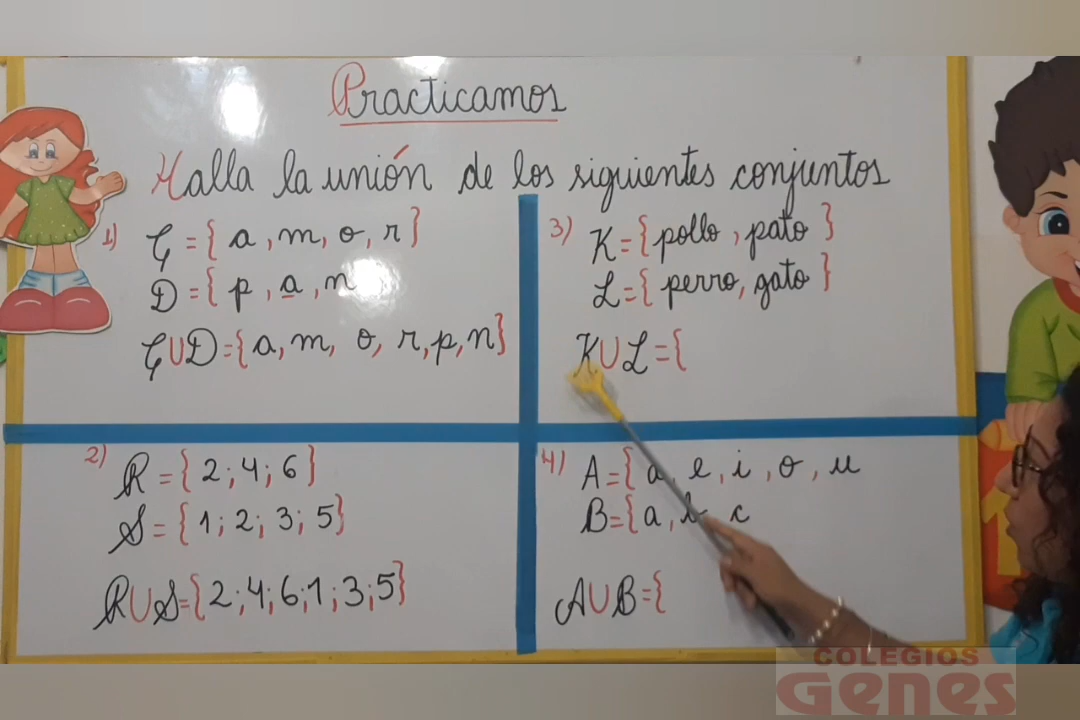 Practicamos
Halla la unión de los siguientes conjuntos
1) G = { a, m, o, r }
D = { p, a, n
G∪D={a, m, o, r, p, n}
2) R = { 2; 4; 6 }
S = { 1; 2; 3; 5 }
R∪S={2; 4; 6; 1; 3; 5}
3) K={ pollo, pato }
L={ perro, gato }
K∪L={
4) A={ a, e, i, o, u
B={ a, b c
A∪B={
COLEGIOS
Genes